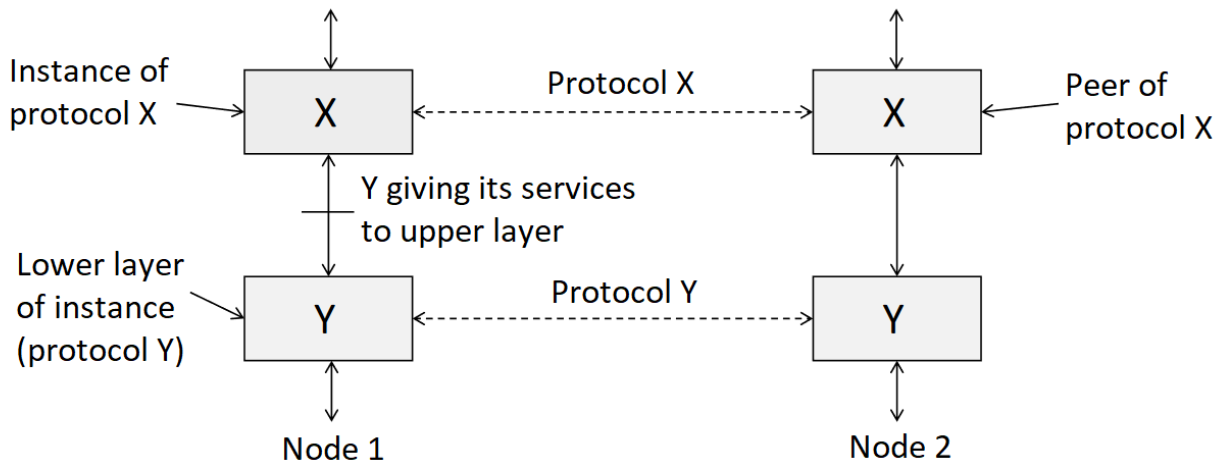 Instance of
protocol X
X
Protocol X
X
Peer of
protocol X
Y giving its services
to upper layer
Lower layer
of instance
(protocol Y)
Y
Protocol Y
Y
Node 1
Node 2